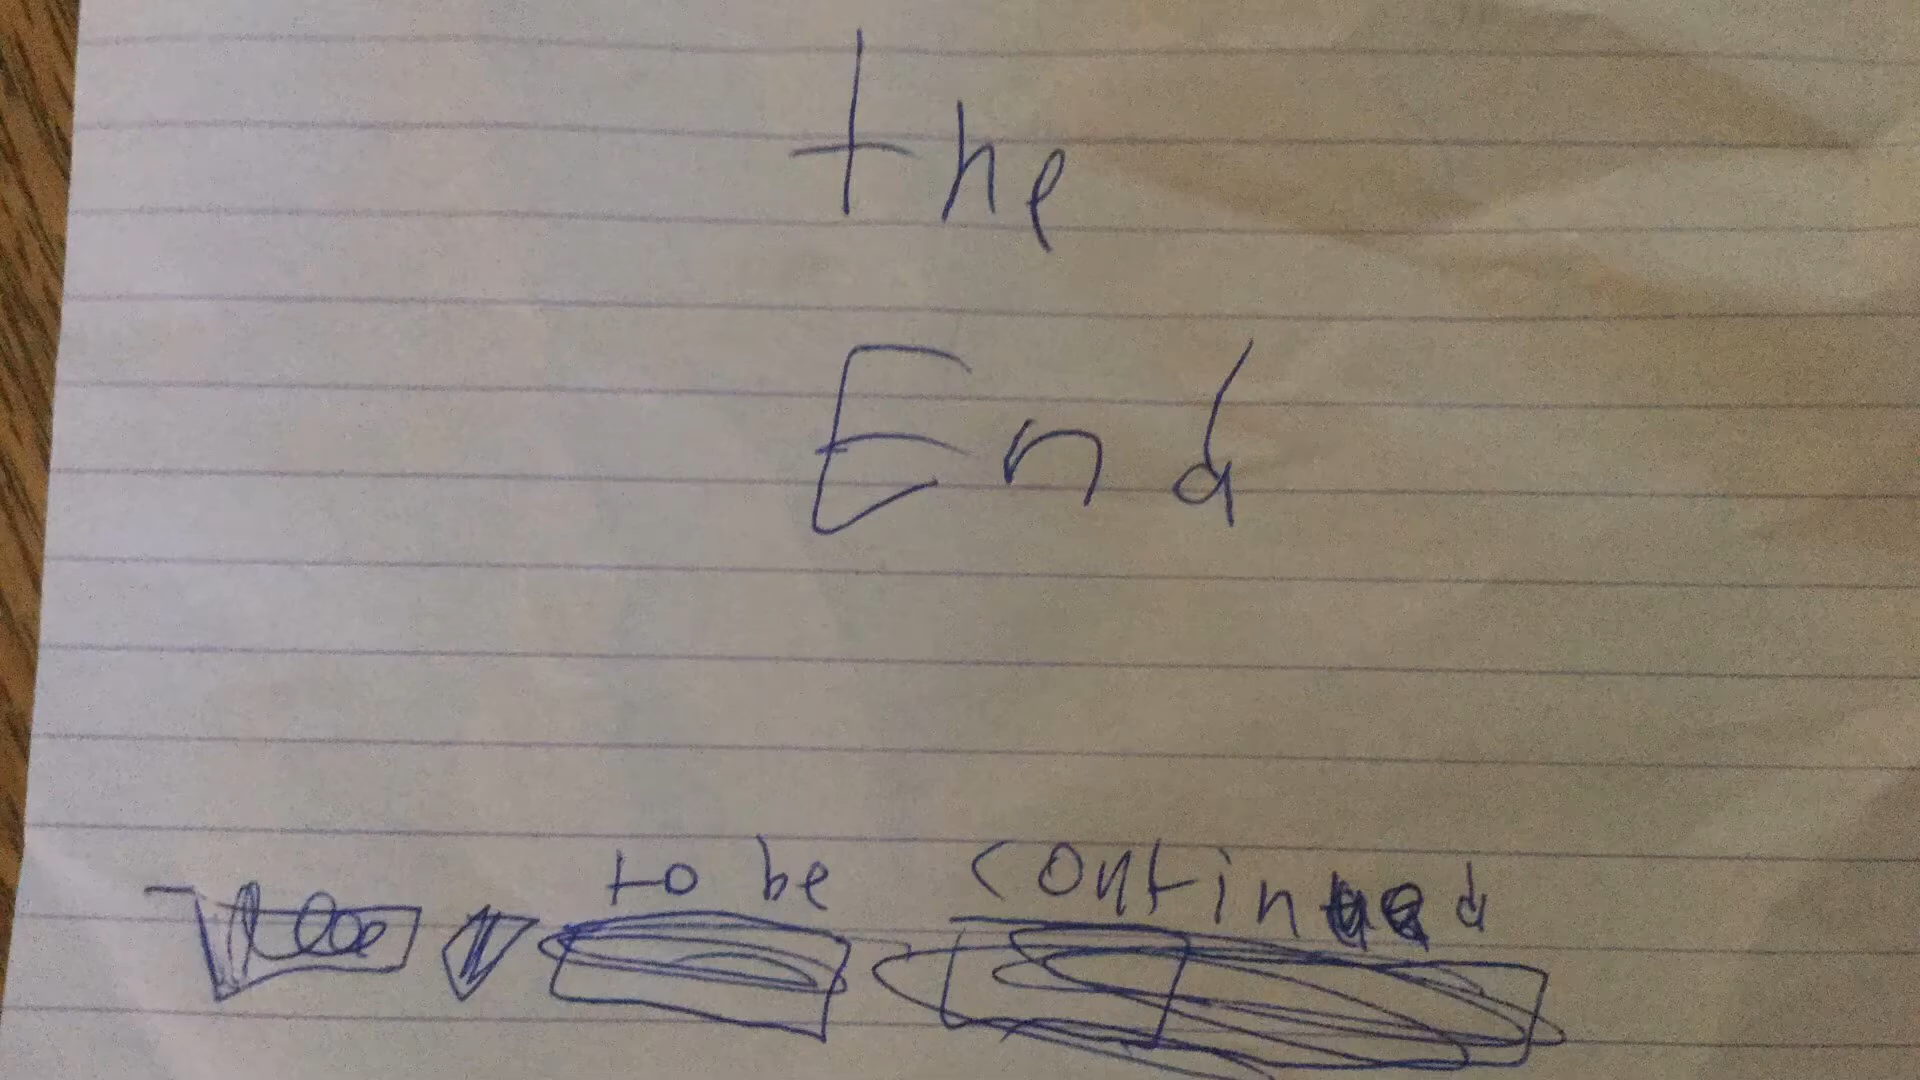 the
End
to be continued